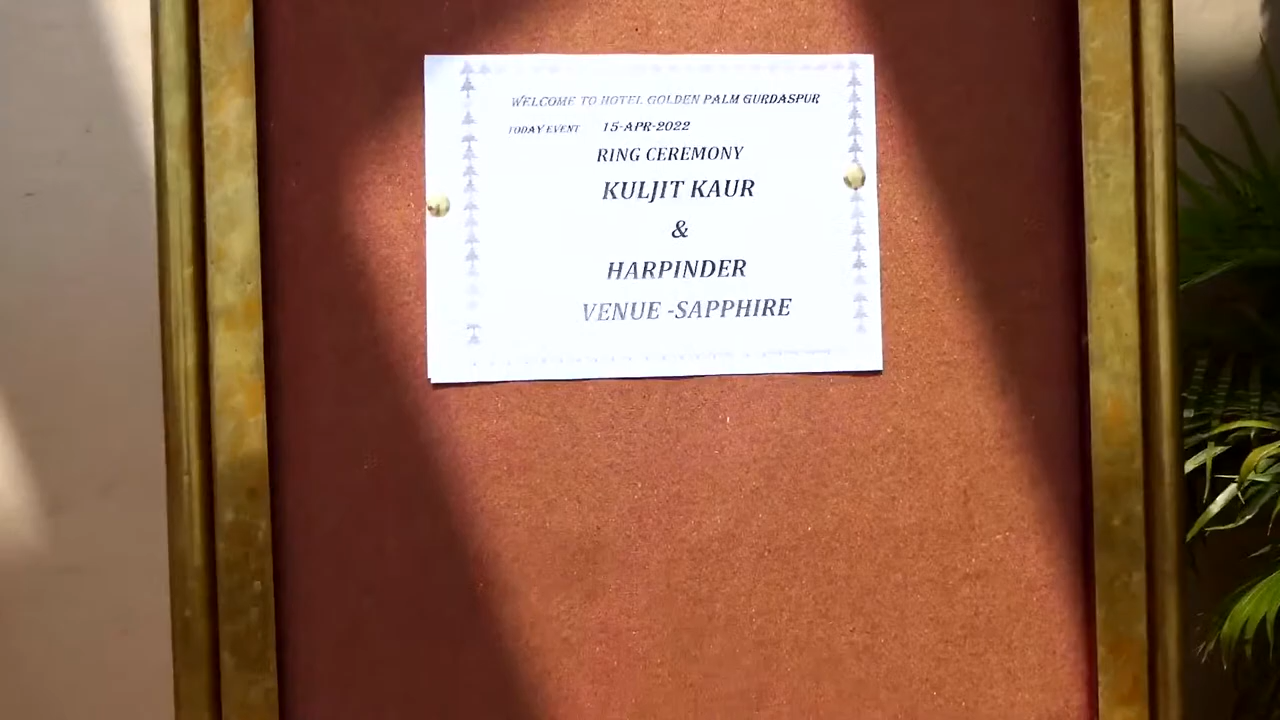 WELCOME TO HOTEL GOLDEN PALM GURDASPUR
TODAY EVENT 15-APR-2022
RING CEREMONY
KULJIT KAUR
&
HARPINDER
VENUE -SAPPHIRE